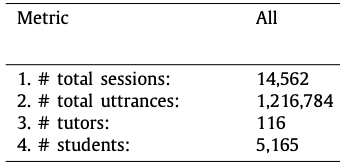 Metric All
1. # total sessions: 14,562
2. # total uttrances: 1,216,784
3. # tutors: 116
4. # students: 5,165